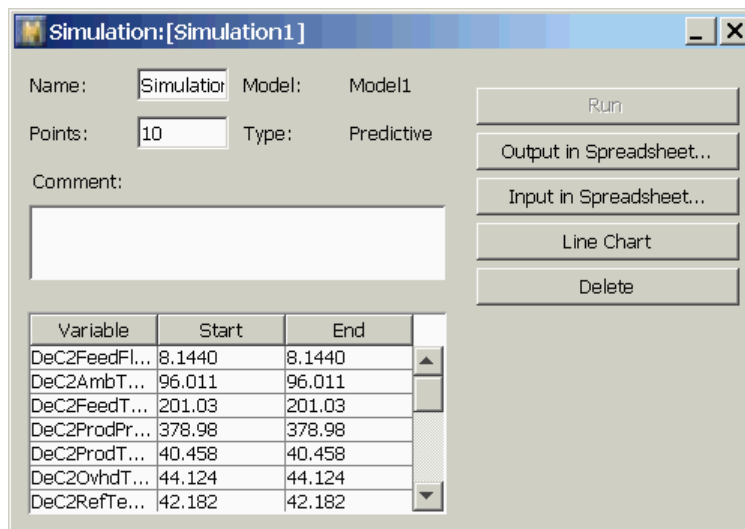 Simulation:[Simulation1]
Name: Simulation Model: Model1
Points: 10 Type: Predictive
Comment:
Run
Output in Spreadsheet...
Input in Spreadsheet...
Line Chart
Delete
Variable Start End
DeC2FeedFl... 8.1440 8.1440
DeC2AmbT... 96.011 96.011
DeC2FeedT... 201.03 201.03
DeC2ProdPr... 378.98 378.98
DeC2ProdT... 40.458 40.458
DeC2OvhdT... 44.124 44.124
DeC2RefTe... 42.182 42.182